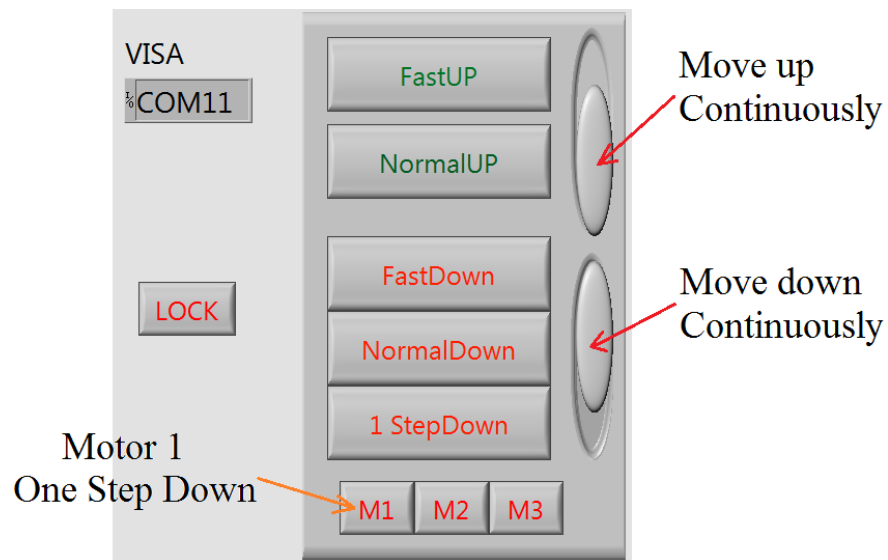 VISA
I/O COM11
FastUP
NormalUP
Move up
Continuously
LOCK
FastDown
NormalDown
1 StepDown
Move down
Continuously
Motor 1
One Step Down
M1 M2 M3